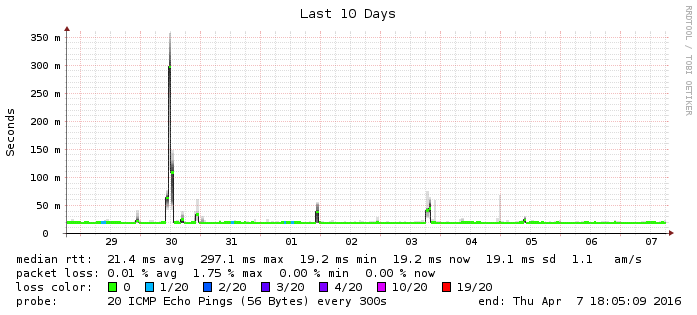 Last 10 Days
RRDTOOL / TOBI OETIKER
Seconds
350 m
300 m
250 m
200 m
150 m
100 m
50 m
0
29 30 31 01 02 03 04 05 06 07
median rtt: 21.4 ms avg 297.1 ms max 19.2 ms min 19.2 ms now 19.1 ms sd 1.1 am/s
packet loss: 0.01 % avg 1.75 % max 0.00 % min 0.00 % now
loss color: 0 1/20 2/20 3/20 4/20 10/20 19/20
probe: 20 ICMP Echo Pings (56 Bytes) every 300s end: Thu Apr 7 18:05:09 2016